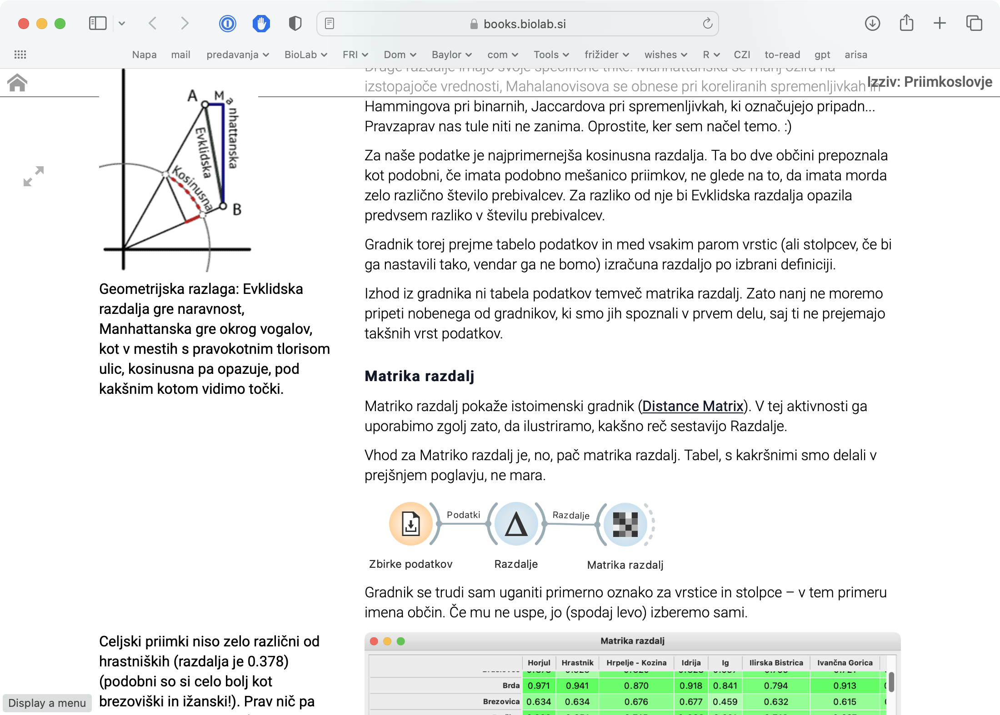 books.biolab.si
Napa mail predavanja BioLab FRI Dom Baylor com Tools frižider wishes R CZI to-read gpt arisa
Izziv: Priimkoslovje
A
Manhattanska
Evklidska
Kosinusna
B
Geometrijska razlaga: Evklidska
razdalja gre naravnost,
Manhattanska gre okrog vogalov,
kot v mestih s pravokotnim tlorisom
ulic, kosinusna pa opazuje, pod
kakšnim kotom vidimo točki.
Druge razdalje imajo svoje specifične trike. Manhattanska se manj ozira na
izstopajoče vrednosti, Mahalanovisova se obnese pri koreliranih spremenljivkah in
Hammingova pri binarnih, Jaccardova pri spremenljivkah, ki označujejo pripadn...
Pravzaprav nas tule niti ne zanima. Oprostite, ker sem načel temo. :)
Za naše podatke je najprimernejša kosinusna razdalja. Ta bo dve občini prepoznala
kot podobni, če imata podobno mešanico priimkov, ne glede na to, da imata morda
zelo različno število prebivalcev. Za razliko od nje bi Evklidska razdalja opazila
predvsem razliko v številu prebivalcev.
Gradnik torej prejme tabelo podatkov in med vsakim parom vrstic (ali stolpcev, če bi
ga nastavili tako, vendar ga ne bomo) izračuna razdaljo po izbrani definiciji.
Izhod iz gradnika ni tabela podatkov temveč matrika razdalj. Zato nanj ne moremo
pripeti nobenega od gradnikov, ki smo jih spoznali v prvem delu, saj ti ne prejemajo
takšnih vrst podatkov.
Matrika razdalj
Matriko razdalj pokaže istoimenski gradnik (Distance Matrix). V tej aktivnosti ga
uporabimo zgolj zato, da ilustriramo, kakšno reč sestavijo Razdalje.
Vhod za Matriko razdalj je, no, pač matrika razdalj. Tabel, s kakršnimi smo delali v
prejšnjem poglavju, ne mara.
Podatki Razdalje
Zbirke podatkov Razdalje Matrika razdalj
Gradnik se trudi sam uganiti primerno oznako za vrstice in stolpce – v tem primeru
imena občin. Če mu ne uspe, jo (spodaj levo) izberemo sami.
Celjski priimki niso zelo različni od
hrastniških (razdalja je 0.378)
(podobni so si celo bolj kot
brezoviški in ižanski!). Prav nič pa
Display a menu
Matrika razdalj
Horjul Hrastnik Hrpelje - Kozina Idrija Ig Ilirska Bistrica Ivančna Gorica
Brda 0.971 0.941 0.870 0.918 0.841 0.794 0.913
Brezovica 0.634 0.634 0.676 0.677 0.459 0.632 0.615